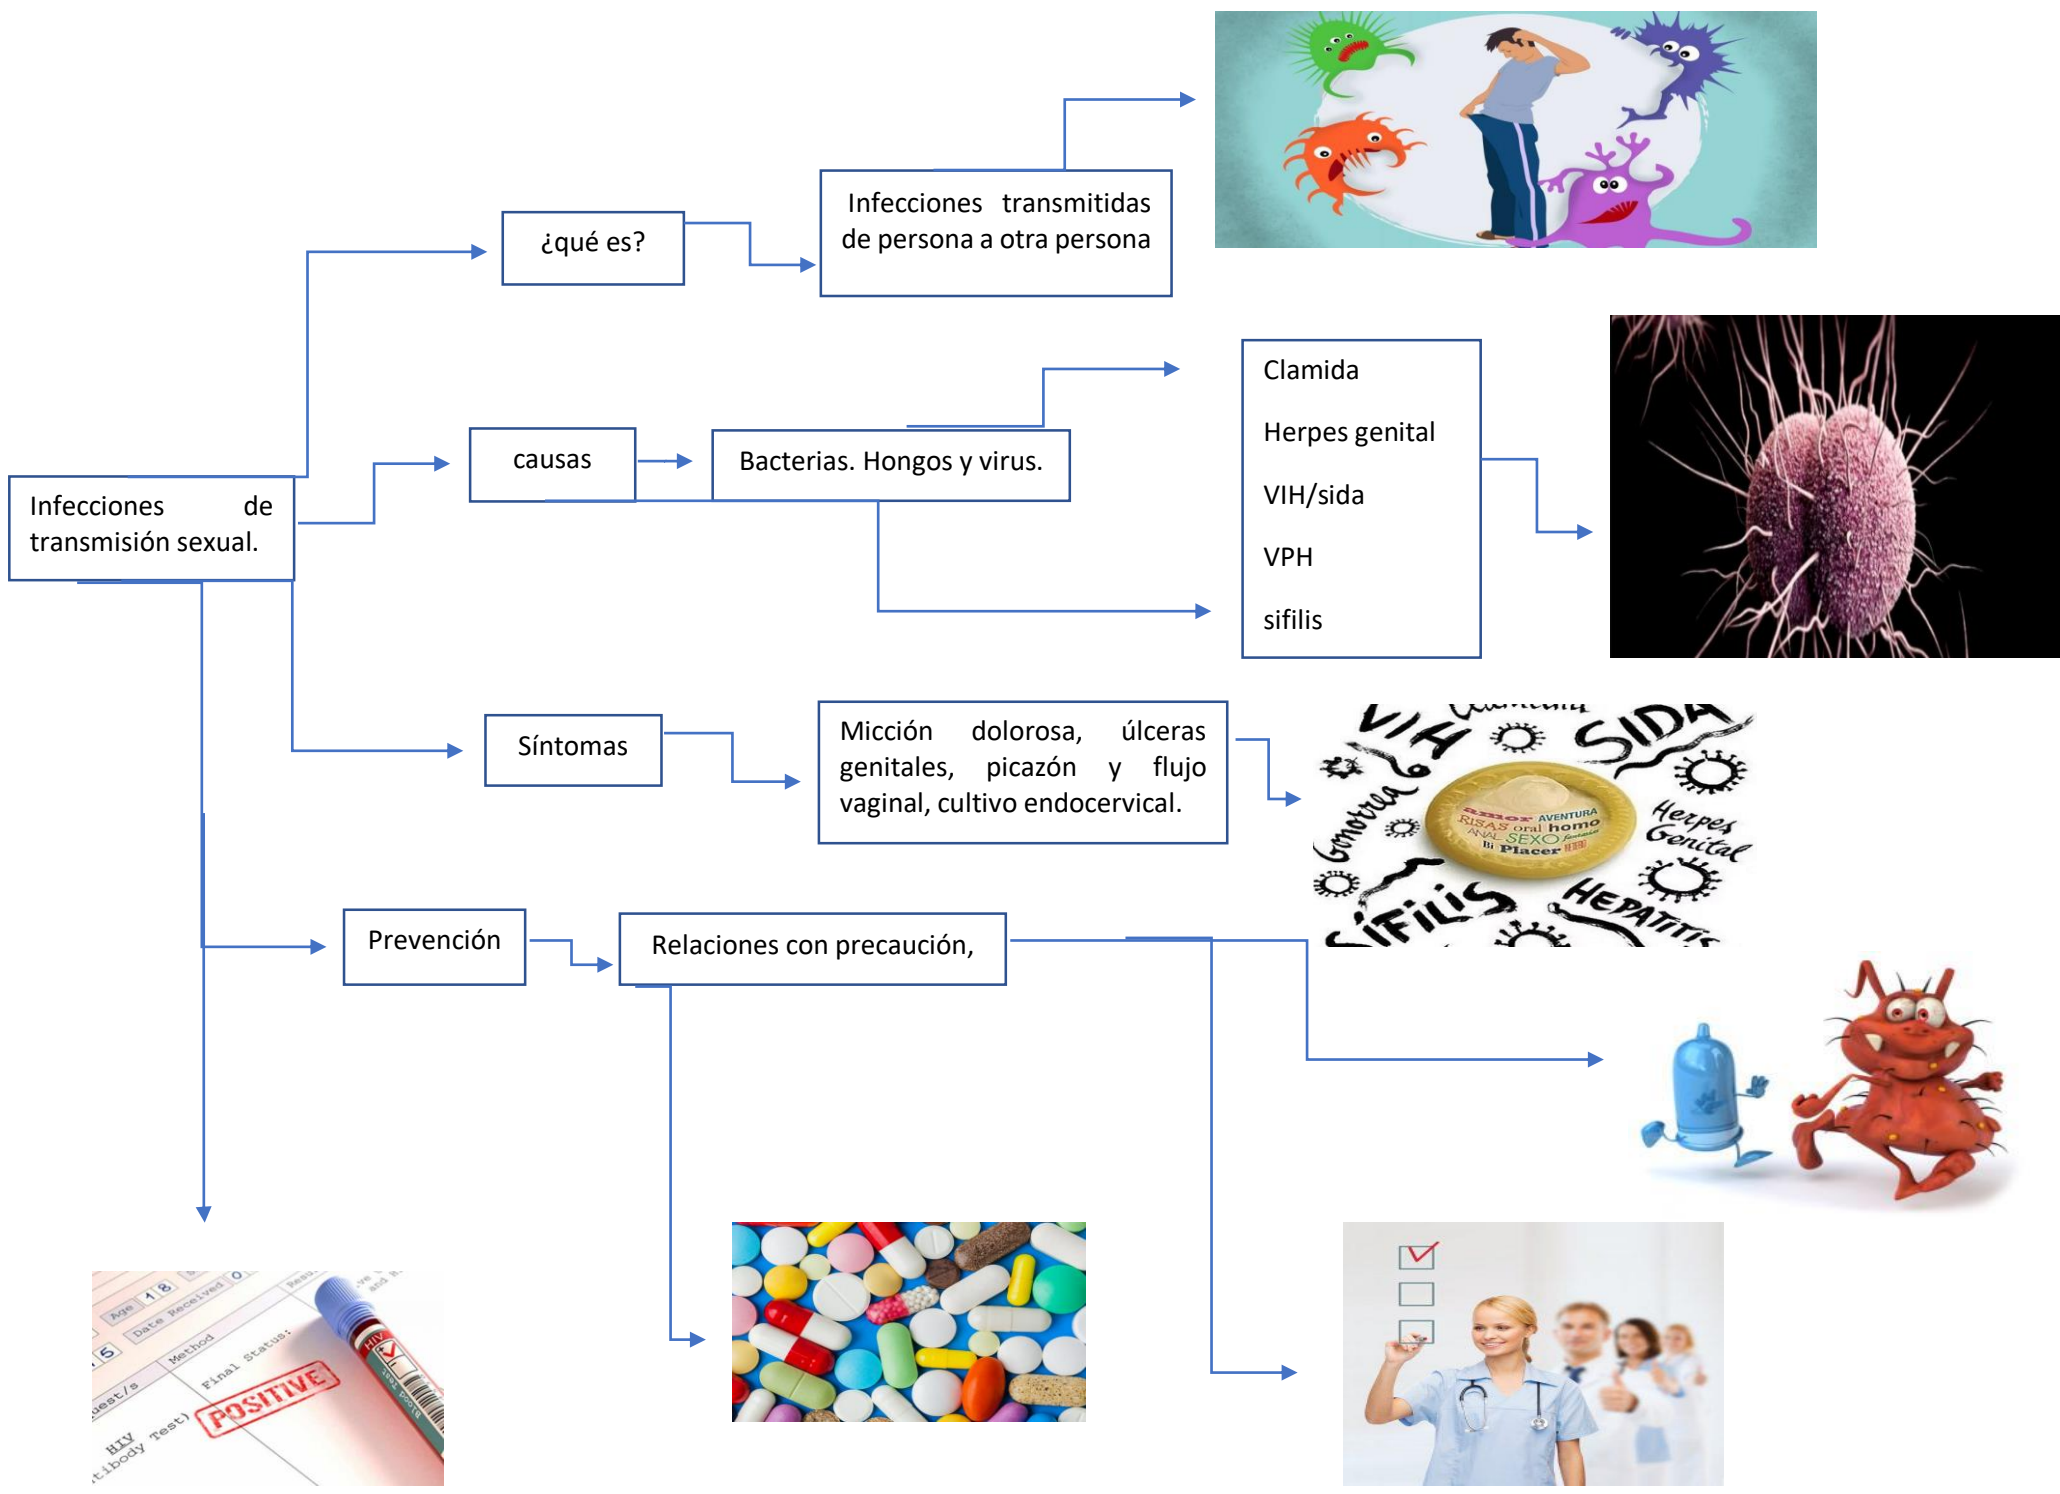 ¿qué es?
Infecciones transmitidas
de persona a otra persona
Clamida
Herpes genital
VIH/sida
VPH
sifilis
causas
Bacterias. Hongos y virus.
Infecciones de
transmisión sexual.
Síntomas
Micción dolorosa, úlceras
genitales, picazón y flujo
vaginal, cultivo endocervical.
VIH
SIDA
Gonorrea
amor AVENTURA
RISAS oral homo
ANAL SEXO
Bi Placer
Herpes
Genital
SÍFILIS
HEPATITIS
Prevención
Relaciones con precaución,
Age 18
Date Received
Method
Final Status:
POSITIVE
HIV
HIV
Blood Test